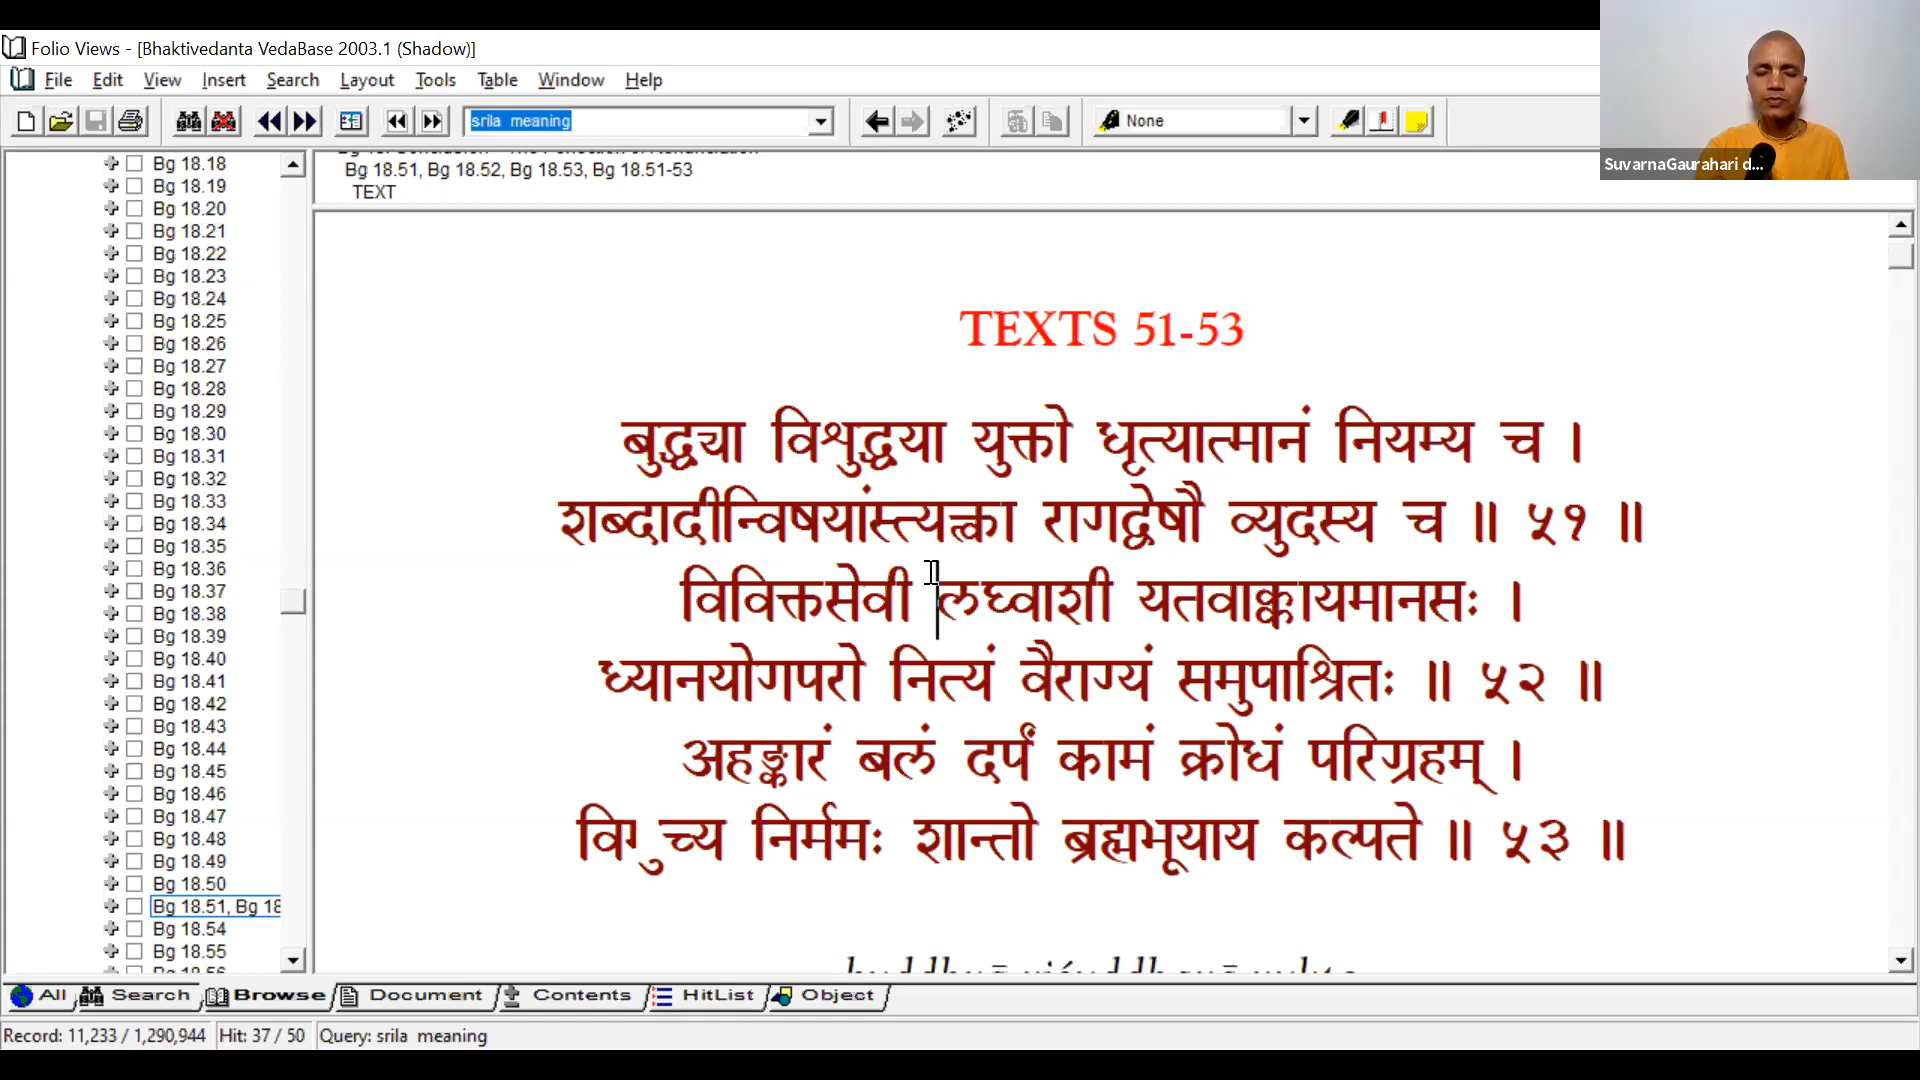 Folio Views - [Bhaktivedanta VedaBase 2003.1 (Shadow)]
File Edit View Insert Search Layout Tools Table Window Help
srila meaning
None
SuvarnaGaurahari d...
Bg 18.51, Bg 18.52, Bg 18.53, Bg 18.51-53
TEXT
Bg 18.18
Bg 18.19
Bg 18.20
Bg 18.21
Bg 18.22
Bg 18.23
Bg 18.24
Bg 18.25
Bg 18.26
Bg 18.27
Bg 18.28
Bg 18.29
Bg 18.30
Bg 18.31
Bg 18.32
Bg 18.33
Bg 18.34
Bg 18.35
Bg 18.36
Bg 18.37
Bg 18.38
Bg 18.39
Bg 18.40
Bg 18.41
Bg 18.42
Bg 18.43
Bg 18.44
Bg 18.45
Bg 18.46
Bg 18.47
Bg 18.48
Bg 18.49
Bg 18.50
Bg 18.51, Bg 18
Bg 18.54
Bg 18.55
TEXTS 51-53
बुद्ध्या विशुद्धया युक्तो धृत्यात्मानं नियम्य च ।
शब्दादीन्विषयांस्त्यक्त्वा रागद्वेषौ व्युदस्य च ॥ ५१ ॥
विविक्तसेवी लघ्वाशी यतवाक्कायमानसः ।
ध्यानयोगपरो नित्यं वैराग्यं समुपाश्रितः ॥ ५२ ॥
अहङ्कारं बलं दर्पं कामं क्रोधं परिग्रहम् ।
निर्ममः शान्तो ब्रह्मभूयाय कल्पते ॥ ५३ ॥
All Search Browse Document Contents HitList Object
Record: 11,233 / 1,290,944 Hit: 37 / 50 Query: srila meaning